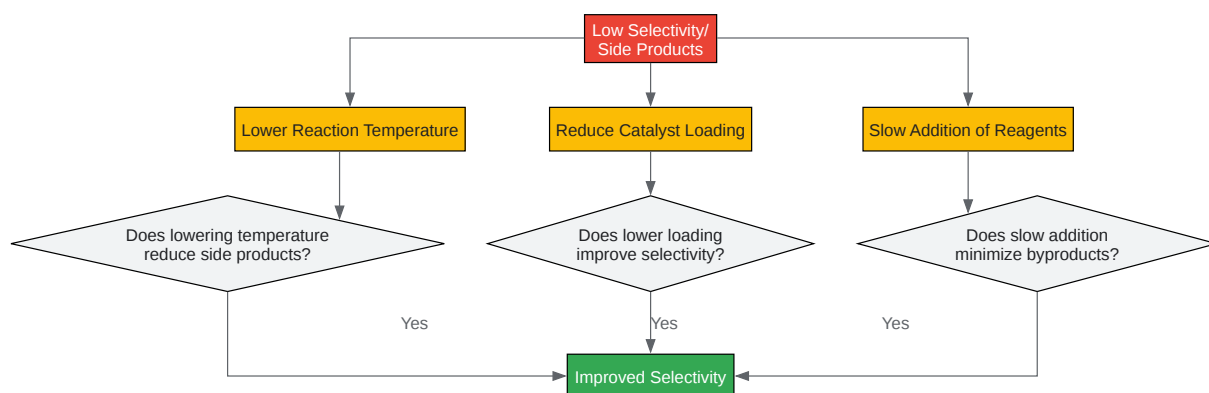 Low Selectivity/
Side Products
Lower Reaction Temperature
Reduce Catalyst Loading
Slow Addition of Reagents
Does lowering temperature
reduce side products?
Does lower loading
improve selectivity?
Does slow addition
minimize byproducts?
Yes
Yes
Yes
Improved Selectivity